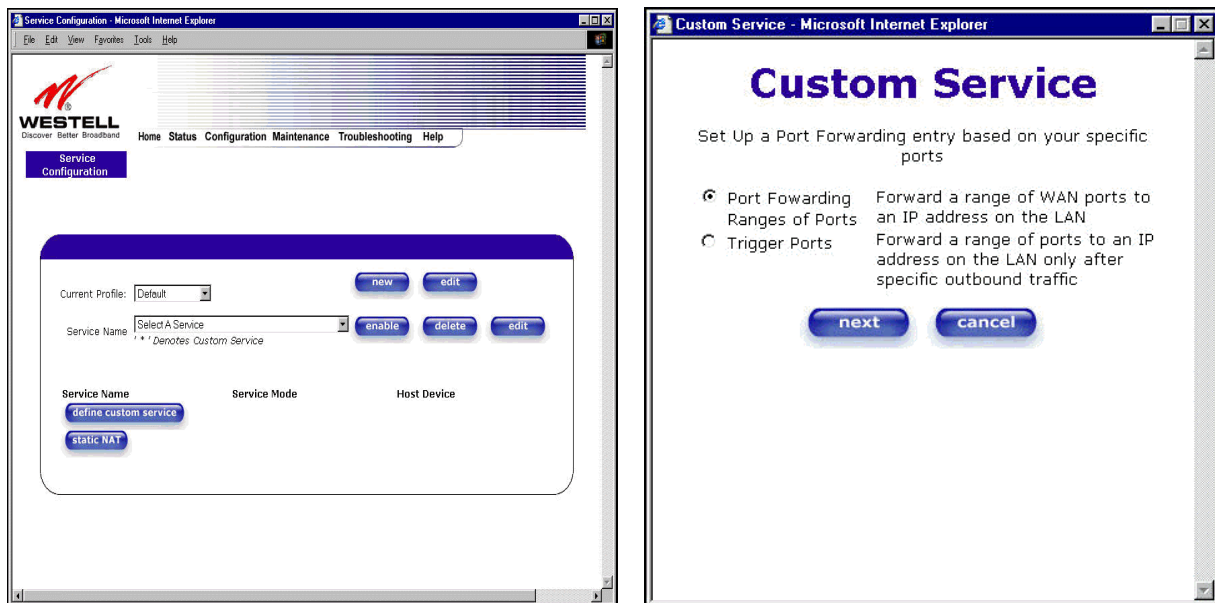 Service Configuration - Microsoft Internet Explorer
File Edit View Favorites Tools Help
WESTELL
Discover Better Broadband
Home Status Configuration Maintenance Troubleshooting Help
Service
Configuration
Current Profile: Default new edit
Service Name Select A Service enable delete edit
' * ' Denotes Custom Service
Service Name Service Mode Host Device
define custom service
static NAT
Custom Service - Microsoft Internet Explorer
Custom Service
Set Up a Port Forwarding entry based on your specific
ports
Port Fowarding Forward a range of WAN ports to
Ranges of Ports an IP address on the LAN
Trigger Ports Forward a range of ports to an IP
address on the LAN only after
specific outbound traffic
next cancel